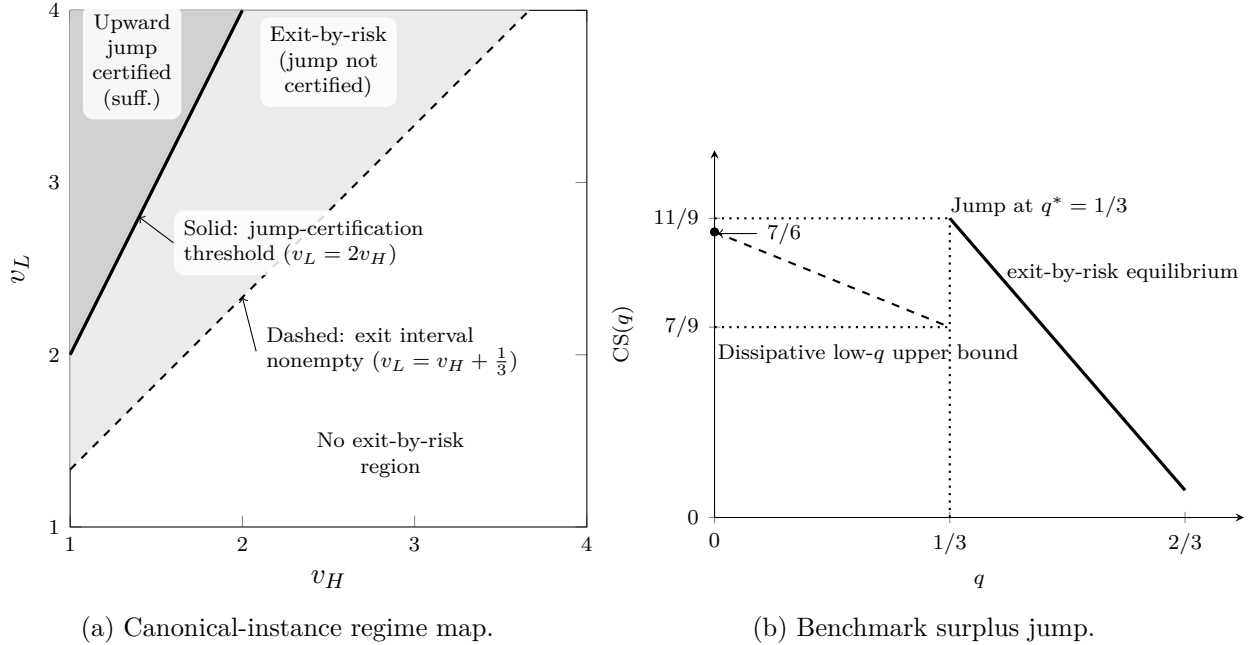 4
3
2
1
1
2
3
4
v_L
v_H
Upward
jump
certified
(suff.)
Exit-by-risk
(jump not
certified)
Solid: jump-certification
threshold (v_L = 2v_H)
Dashed: exit interval
nonempty (v_L = v_H + 1/3)
No exit-by-risk
region
(a) Canonical-instance regime map.
11/9
7/9
0
0
1/3
2/3
CS(q)
q
Jump at q* = 1/3
7/6
exit-by-risk equilibrium
Dissipative low-q upper bound
(b) Benchmark surplus jump.